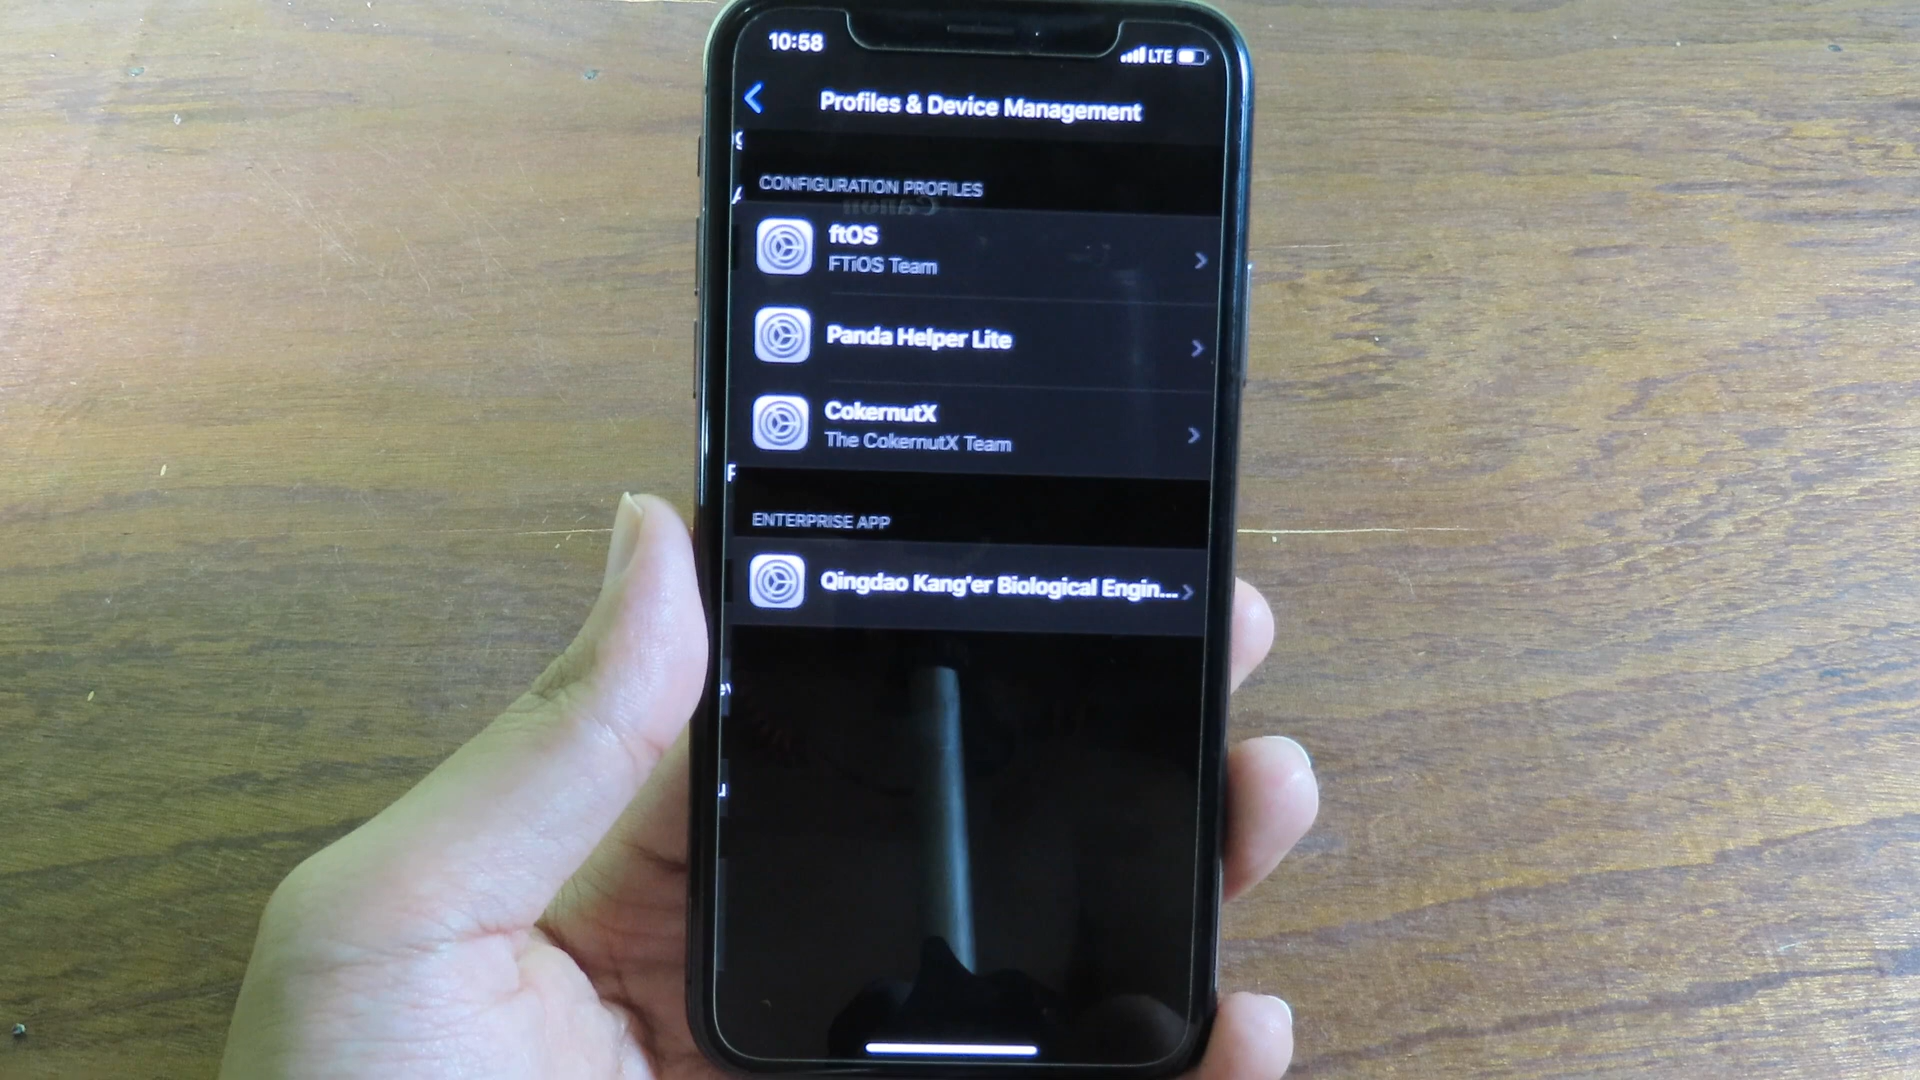 10:58
LTE
Profiles & Device Management
CONFIGURATION PROFILES
Canon
ftOS
FTiOS Team
Panda Helper Lite
CokernutX
The CokernutX Team
ENTERPRISE APP
Qingdao Kang'er Biological Engin...